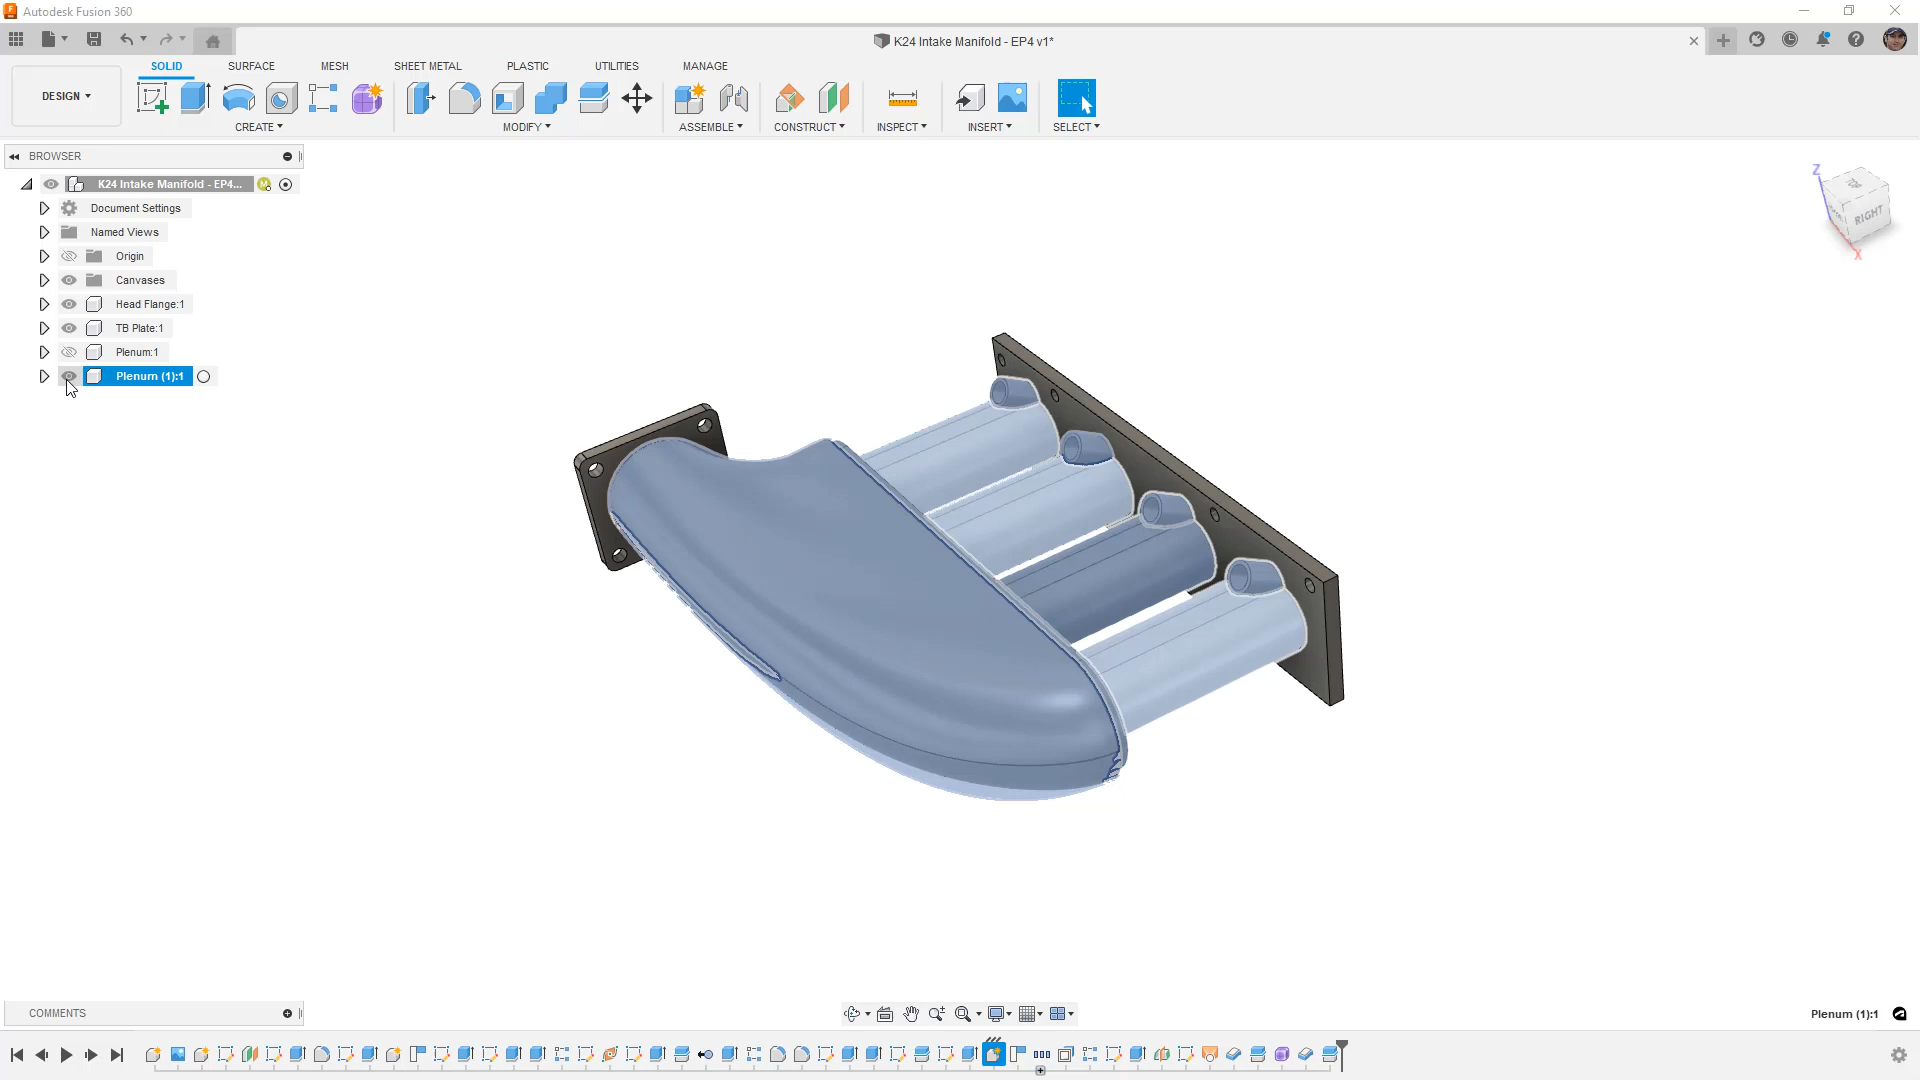 Autodesk Fusion 360
K24 Intake Manifold - EP4 v1*
DESIGN
SOLID SURFACE MESH SHEET METAL PLASTIC UTILITIES MANAGE
CREATE MODIFY ASSEMBLE CONSTRUCT INSPECT INSERT SELECT
BROWSER
K24 Intake Manifold - EP4...
Document Settings
Named Views
Origin
Canvases
Head Flange:1
TB Plate:1
Plenum:1
Plenum (1):1
Z
TOP
RIGHT
X
COMMENTS
Plenum (1):1